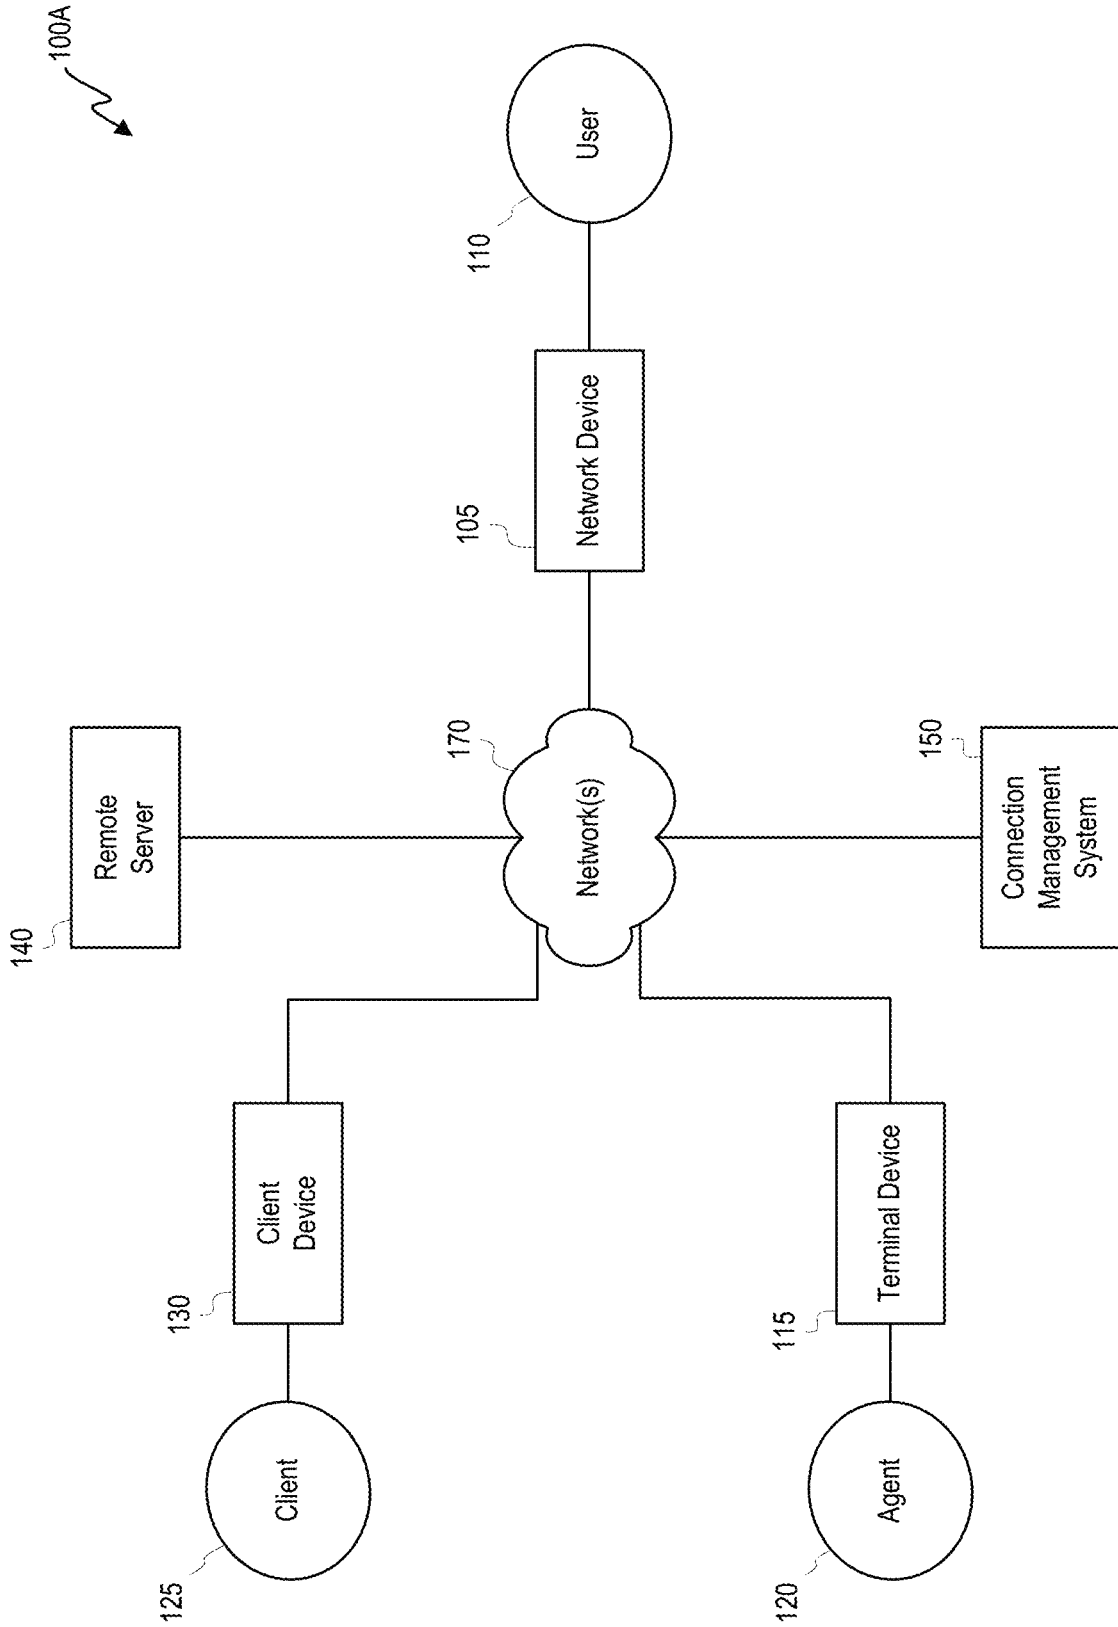 100A
140
Remote
Server
125
Client
130
Client
Device
170
Network(s)
105
Network Device
110
User
120
Agent
115
Terminal Device
150
Connection
Management
System